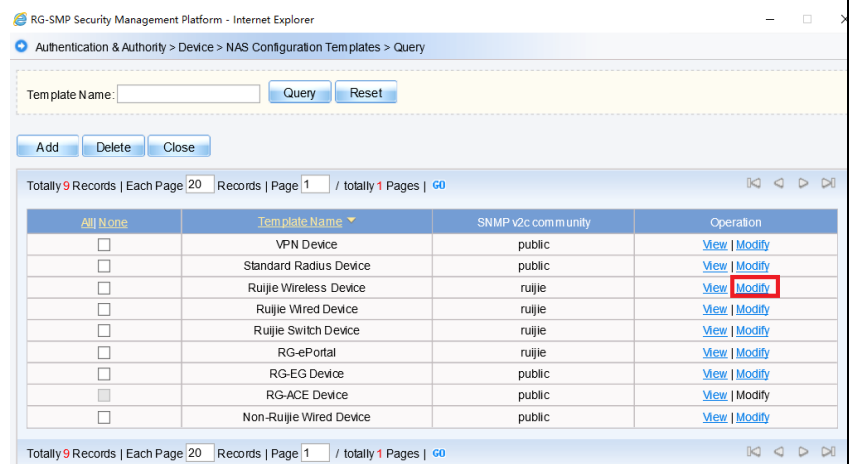 RG-SMP Security Management Platform - Internet Explorer
Authentication & Authority > Device > NAS Configuration Templates > Query
Template Name: Query Reset
Add Delete Close
Totally 9 Records | Each Page 20 Records | Page 1 / totally 1 Pages | GO
All| None Template Name SNMP v2c community Operation
VPN Device public View | Modify
Standard Radius Device public View | Modify
Ruijie Wireless Device ruijie View | Modify
Ruijie Wired Device ruijie View | Modify
Ruijie Switch Device ruijie View | Modify
RG-ePortal ruijie View | Modify
RG-EG Device public View | Modify
RG-ACE Device public View | Modify
Non-Ruijie Wired Device public View | Modify
Totally 9 Records | Each Page 20 Records | Page 1 / totally 1 Pages | GO